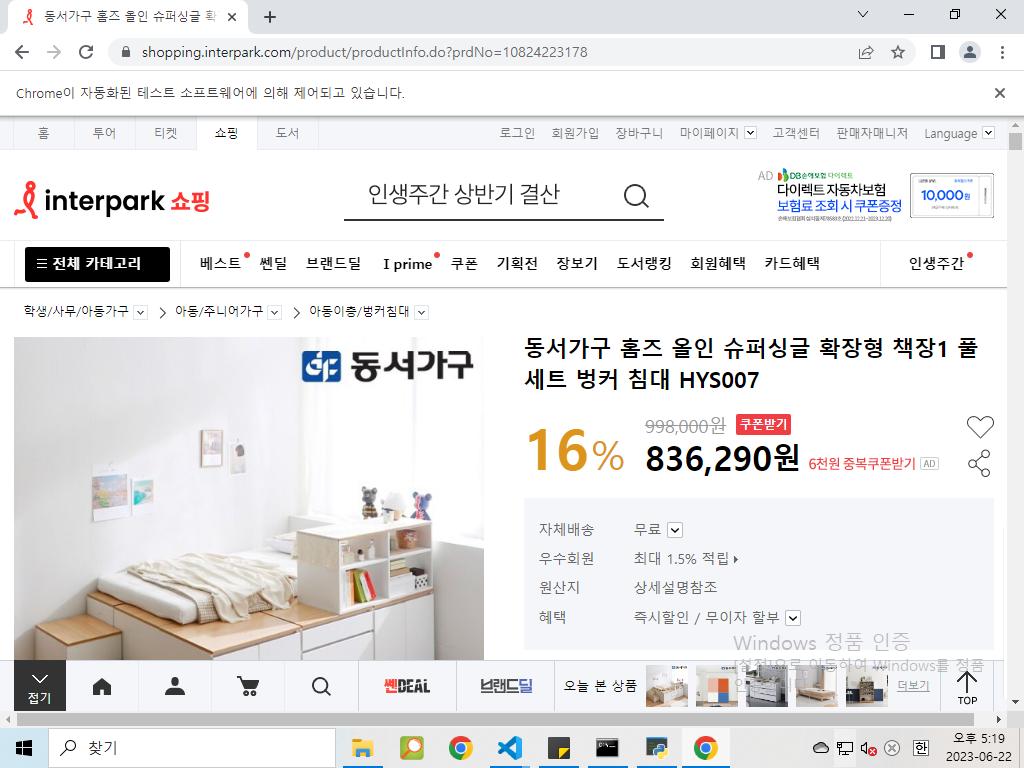 동서가구 홈즈 올인 슈퍼싱글 확
shopping.interpark.com/product/productInfo.do?prdNo=10824223178
Chrome이 자동화된 테스트 소프트웨어에 의해 제어되고 있습니다.
홈 투어 티켓 쇼핑 도서 로그인 회원가입 장바구니 마이페이지 고객센터 판매자매니저 Language
interpark 쇼핑
인생주간 상반기 결산
AD DB손해보험 다이렉트
다이렉트 자동차보험
보험료 조회 시 쿠폰증정
10,000원
전체 카테고리 베스트 쎈딜 브랜드딜 I prime 쿠폰 기획전 장보기 도서랭킹 회원혜택 카드혜택 인생주간
학생/사무/아동가구 아동/주니어가구 아동이층/벙커침대
동서가구
동서가구 홈즈 올인 슈퍼싱글 확장형 책장1 풀
세트 벙커 침대 HYS007
16% 998,000원 쿠폰받기
836,290원 6천원 중복쿠폰받기 AD
자체배송 무료
우수회원 최대 1.5% 적립
원산지 상세설명참조
혜택 즉시할인 / 무이자 할부
Windows 정품 인증
[설정]으로 이동하여 Windows를 정품
접기 쎈DEAL 브랜드딜 오늘 본 상품 더보기 TOP
찾기
한
오후 5:19
2023-06-22